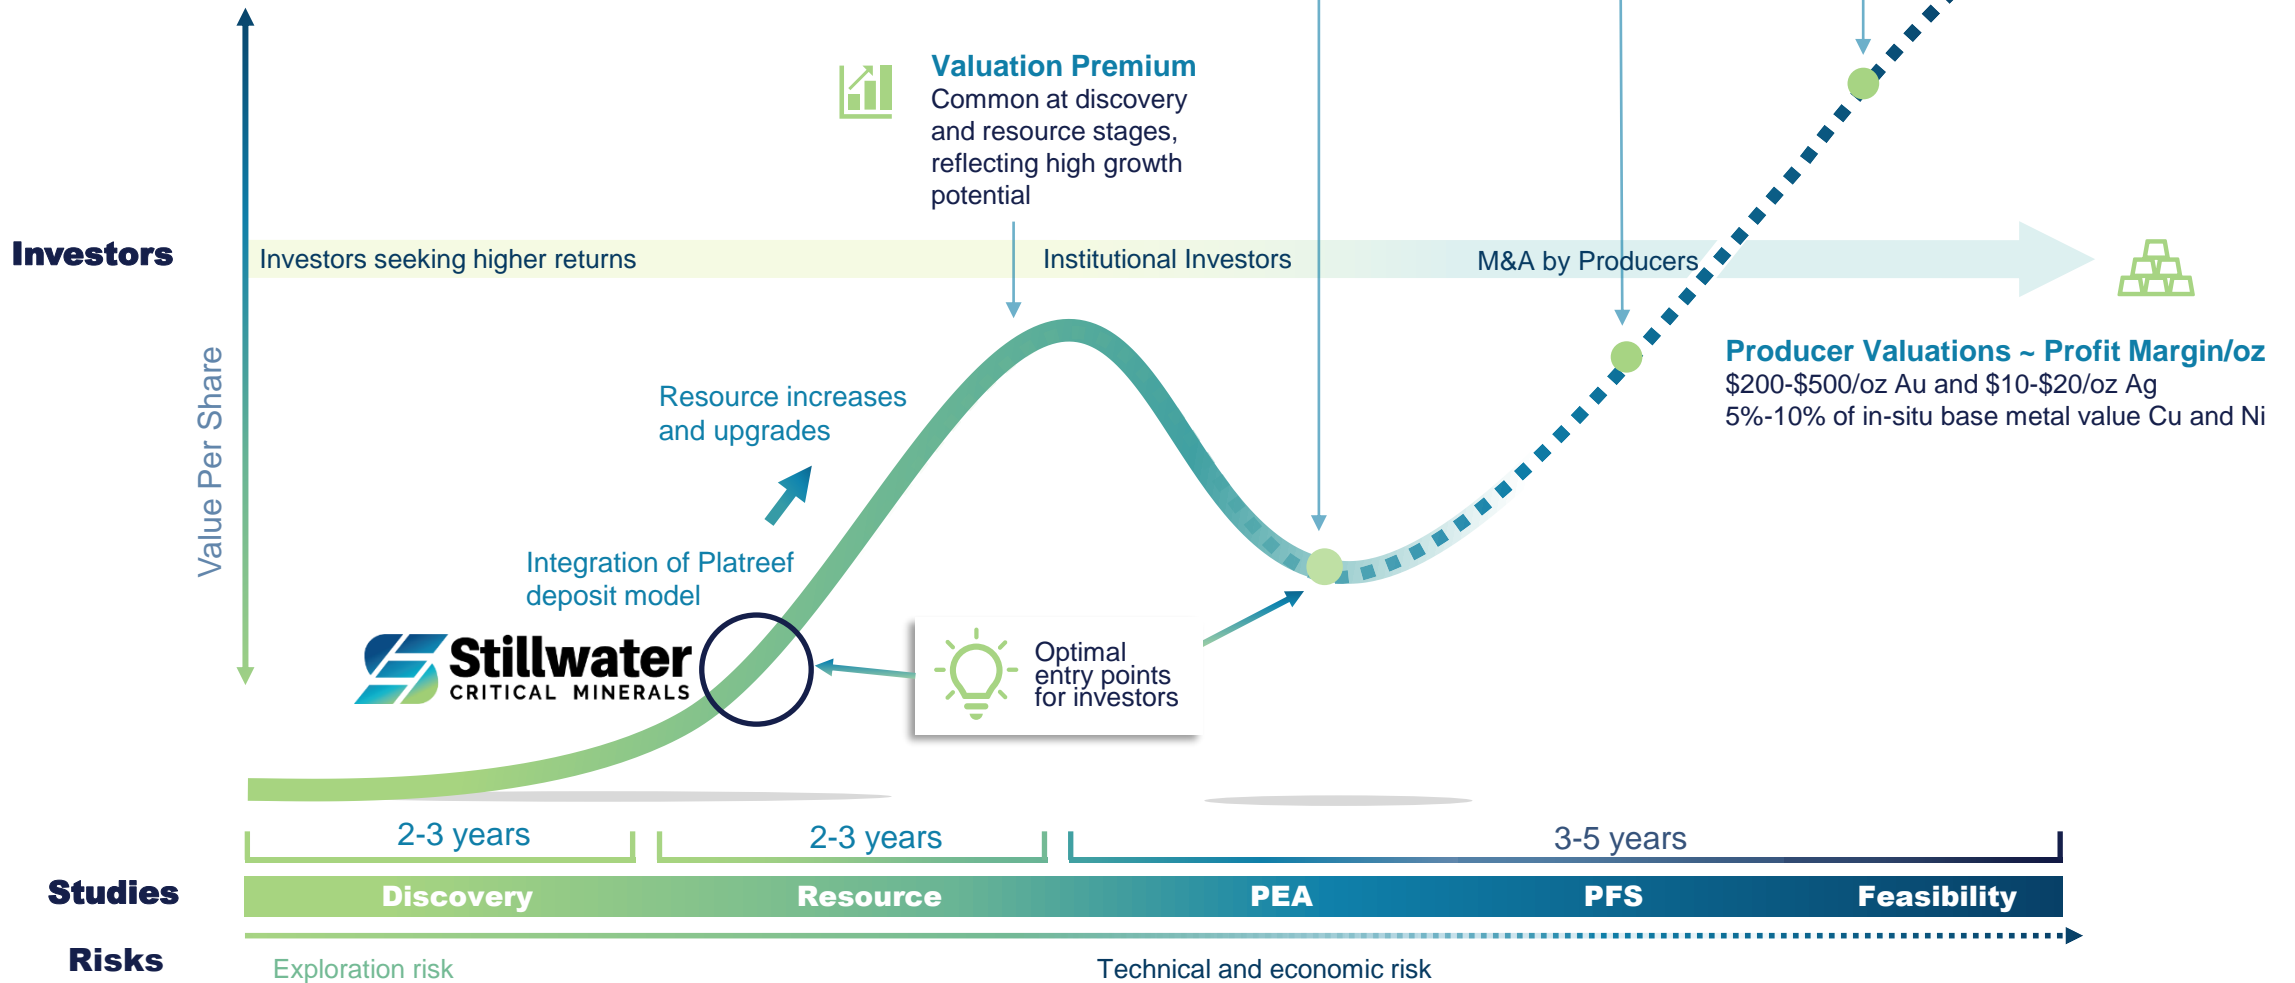 Valuation Premium
Common at discovery
and resource stages,
reflecting high growth
potential
Investors
Investors seeking higher returns
Institutional Investors
M&A by Producers
Producer Valuations ~ Profit Margin/oz
$200-$500/oz Au and $10-$20/oz Ag
5%-10% of in-situ base metal value Cu and Ni
Value Per Share
Resource increases
and upgrades
Integration of Platreef
deposit model
Stillwater
CRITICAL MINERALS
Optimal
entry points
for investors
2-3 years
2-3 years
3-5 years
Studies
Discovery
Resource
PEA
PFS
Feasibility
Risks
Exploration risk
Technical and economic risk